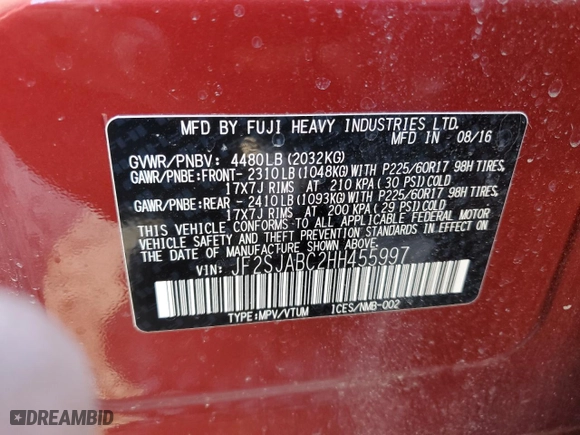 MFD BY FUJI HEAVY INDUSTRIES LTD.
MFD IN 08/16
GVWR/PNBV: 4480LB(2032KG)
GAWR/PNBE:FRONT- 2310LB(1048KG)WITH P225/60R17 98H TIRES,
17X7J RIMS AT 210 KPA(30 PSI)COLD
GAWR/PNBE:REAR - 2410LB(1093KG)WITH P225/60R17 98H TIRES,
17X7J RIMS AT 200 KPA(29 PSI)COLD
THIS VEHICLE CONFORMS TO ALL APPLICABLE FEDERAL MOTOR
VEHICLE SAFETY AND THEFT PREVENTION STANDARDS IN EFFECT ON
THE DATE OF MANUFACTURE SHOWN ABOVE.
VIN: JF2SJABC2HH455997
TYPE:MPV/VTUM ICES/NMB-002
DREAMBID